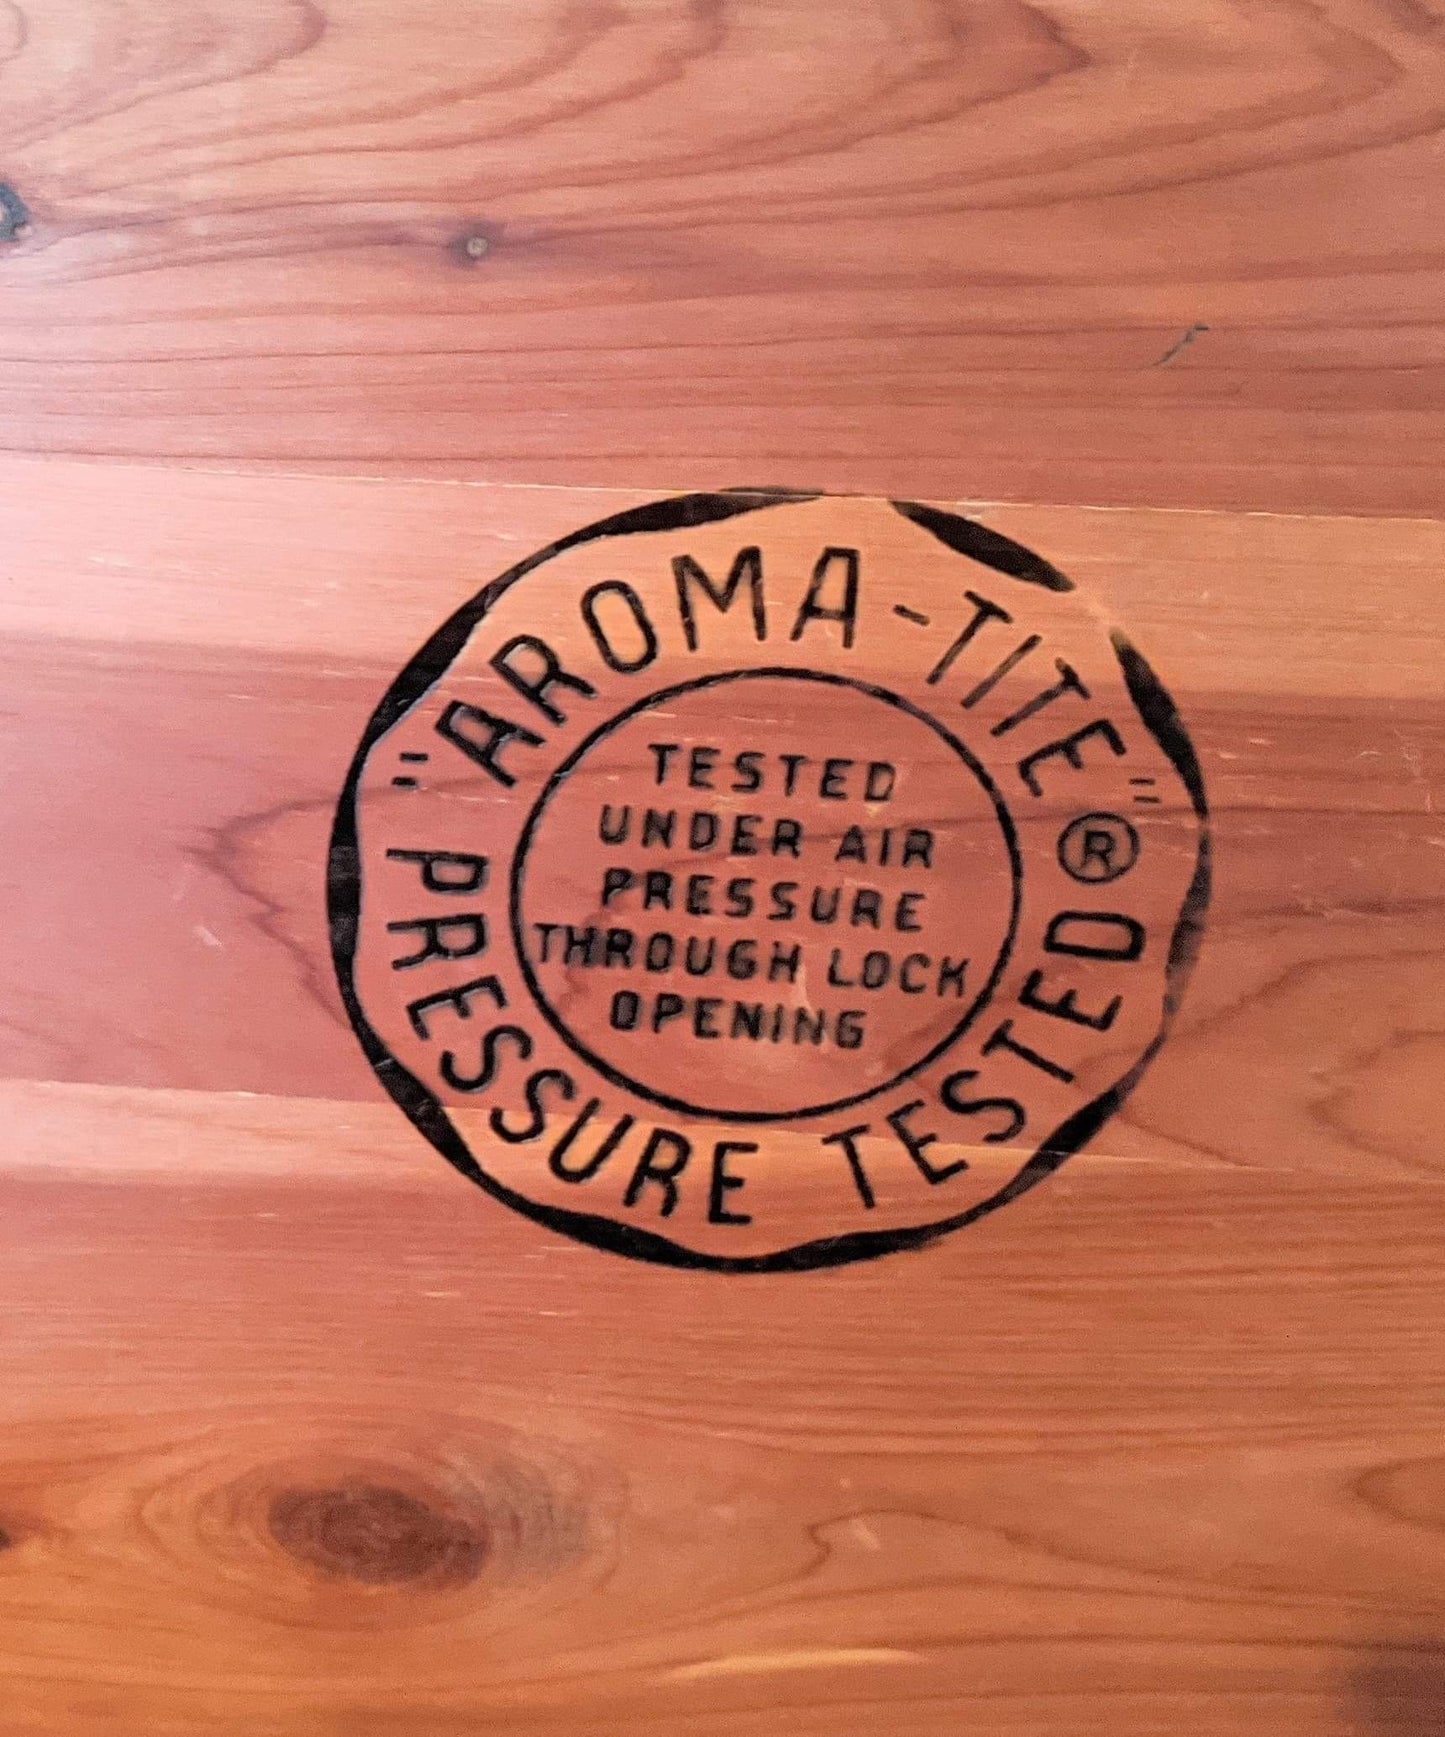 "AROMA-TITE"®
PRESSURE TESTED
TESTED
UNDER AIR
PRESSURE
THROUGH LOCK
OPENING